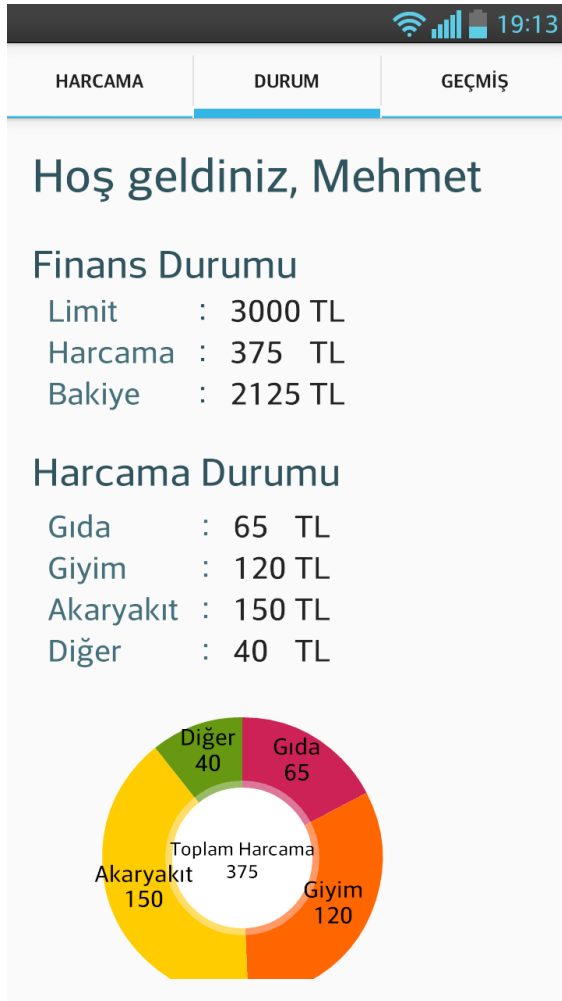 19:13
HARCAMA DURUM GEÇMİŞ
Hoş geldiniz, Mehmet
Finans Durumu
Limit : 3000 TL
Harcama : 375 TL
Bakiye : 2125 TL
Harcama Durumu
Gıda : 65 TL
Giyim : 120 TL
Akaryakıt : 150 TL
Diğer : 40 TL
Diğer
40
Gıda
65
Toplam Harcama
375
Akaryakıt
150
Giyim
120